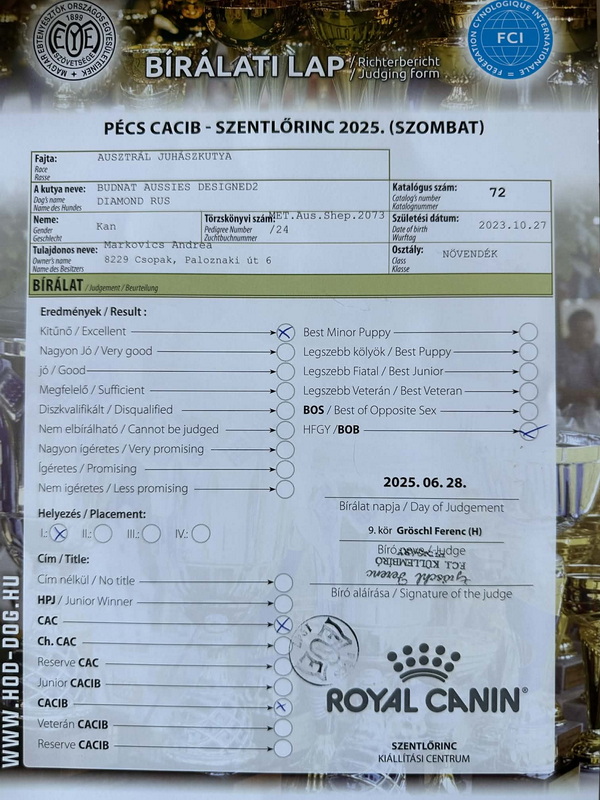 MAGYAR EBTENYÉSZTŐK ORSZÁGOS EGYESÜLETEINEK SZÖVETSÉGE
1899
FEDERATION CYNOLOGIQUE INTERNATIONALE
FCI
BÍRÁLATI LAP / Richterbericht
/ Judging form
PÉCS CACIB - SZENTLŐRINC 2025. (SZOMBAT)
Fajta: AUSZTRÁL JUHÁSZKUTYA
Race
Rasse
A kutya neve: BUDNAT AUSSIES DESIGNED2 Katalógus szám: 72
Dog's name DIAMOND RUS Catalog's number
Name des Hundes Katalognummer
Neme: Kan Törzskönyvi szám: MET.Aus.Shep.2073 Születési dátum: 2023.10.27
Gender Pedigree Number /24 Date of birth
Geschlecht Zuchtbuchnummer Wurftag
Tulajdonos neve: Markovics Andrea Osztály: NÖVENDÉK
Owner's name 8229 Csopak, Paloznaki út 6 Class
Name des Besitzers Klasse
BÍRÁLAT / Judgement / Beurteilung
Eredmények / Result :
Kitűnő / Excellent Best Minor Puppy
Nagyon Jó / Very good Legszebb kölyök / Best Puppy
jó / Good Legszebb Fiatal / Best Junior
Megfelelő / Sufficient Legszebb Veterán / Best Veteran
Diszkvalifikált / Disqualified BOS / Best of Opposite Sex
Nem elbírálható / Cannot be judged HFGY / BOB
Nagyon ígéretes / Very promising
Ígéretes / Promising
Nem ígéretes / Less promising
2025. 06. 28.
Bírálat napja / Day of Judgement
Helyezés / Placement:
I.: II.: III.: IV.:
9. kör Gröschl Ferenc (H)
Bíró / Judge
FCI KÜLLEMBÍRÓ
Gröschl Ferenc
Bíró aláírása / Signature of the judge
Cím / Title:
Cím nélkül / No title
HPJ / Junior Winner
CAC
Ch. CAC
Reserve CAC
Junior CACIB
CACIB
Veterán CACIB
Reserve CACIB
ROYAL CANIN®
SZENTLŐRINC
KIÁLLÍTÁSI CENTRUM
WWW.HOD-DOG.HU